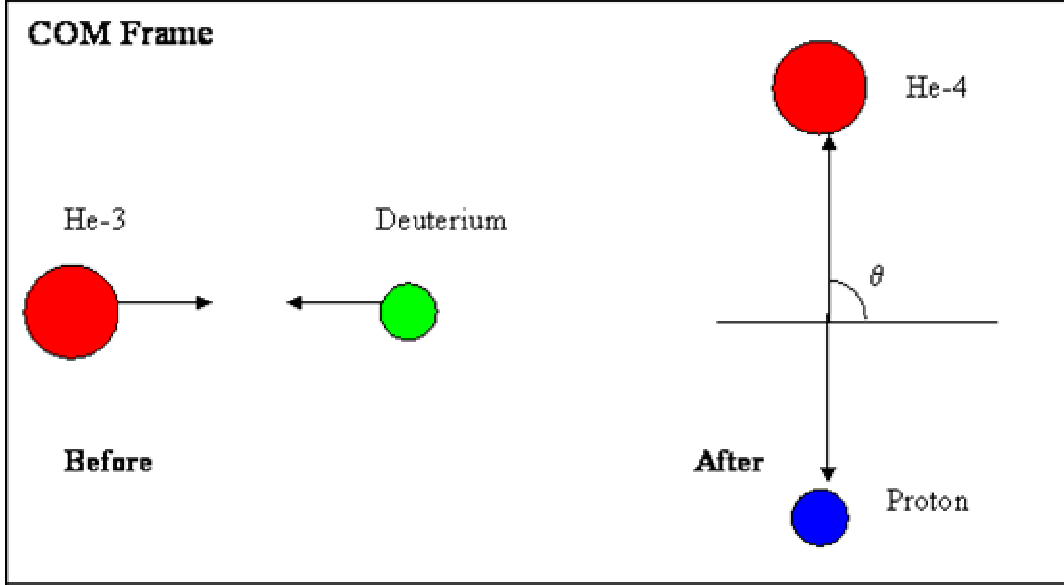 COM Frame
He-4
He-3
Deuterium
θ
Before
After
Proton